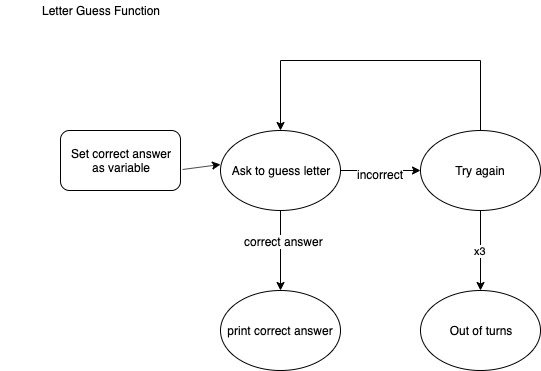 Letter Guess Function
Set correct answer
as variable
Ask to guess letter
incorrect
Try again
correct answer
x3
print correct answer
Out of turns